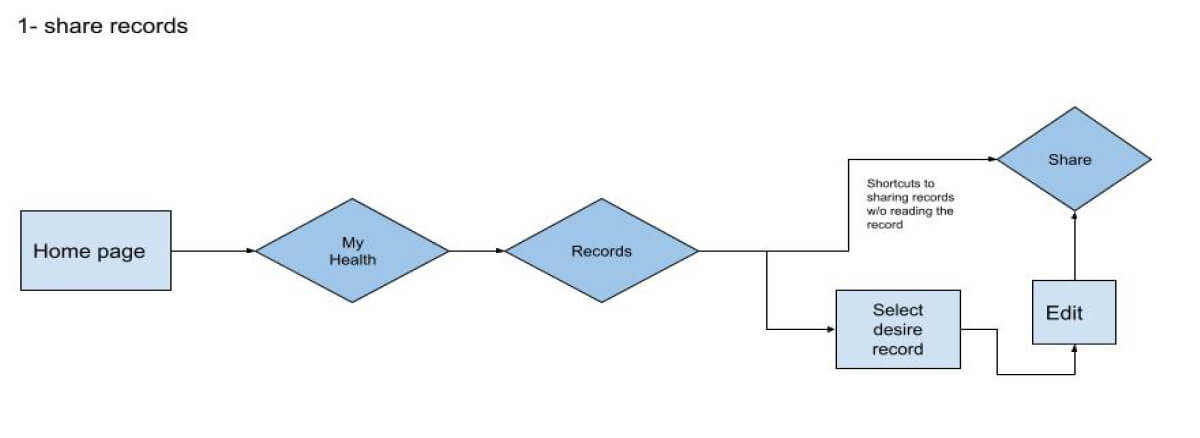 1- share records
Home page
My
Health
Records
Shortcuts to
sharing records
w/o reading the
record
Share
Select
desire
record
Edit